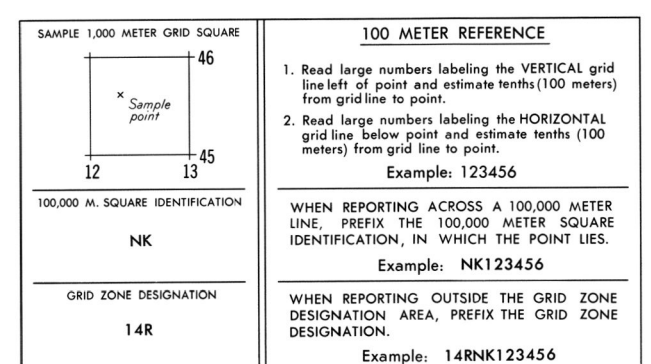 SAMPLE 1,000 METER GRID SQUARE
46
×
Sample
point
45
12
13
100,000 M. SQUARE IDENTIFICATION
NK
GRID ZONE DESIGNATION
14R
100 METER REFERENCE
1. Read large numbers labeling the VERTICAL grid
line left of point and estimate tenths (100 meters)
from grid line to point.
2. Read large numbers labeling the HORIZONTAL
grid line below point and estimate tenths (100
meters) from grid line to point.
Example: 123456
WHEN REPORTING ACROSS A 100,000 METER
LINE, PREFIX THE 100,000 METER SQUARE
IDENTIFICATION, IN WHICH THE POINT LIES.
Example: NK123456
WHEN REPORTING OUTSIDE THE GRID ZONE
DESIGNATION AREA, PREFIX THE GRID ZONE
DESIGNATION.
Example: 14RNK123456